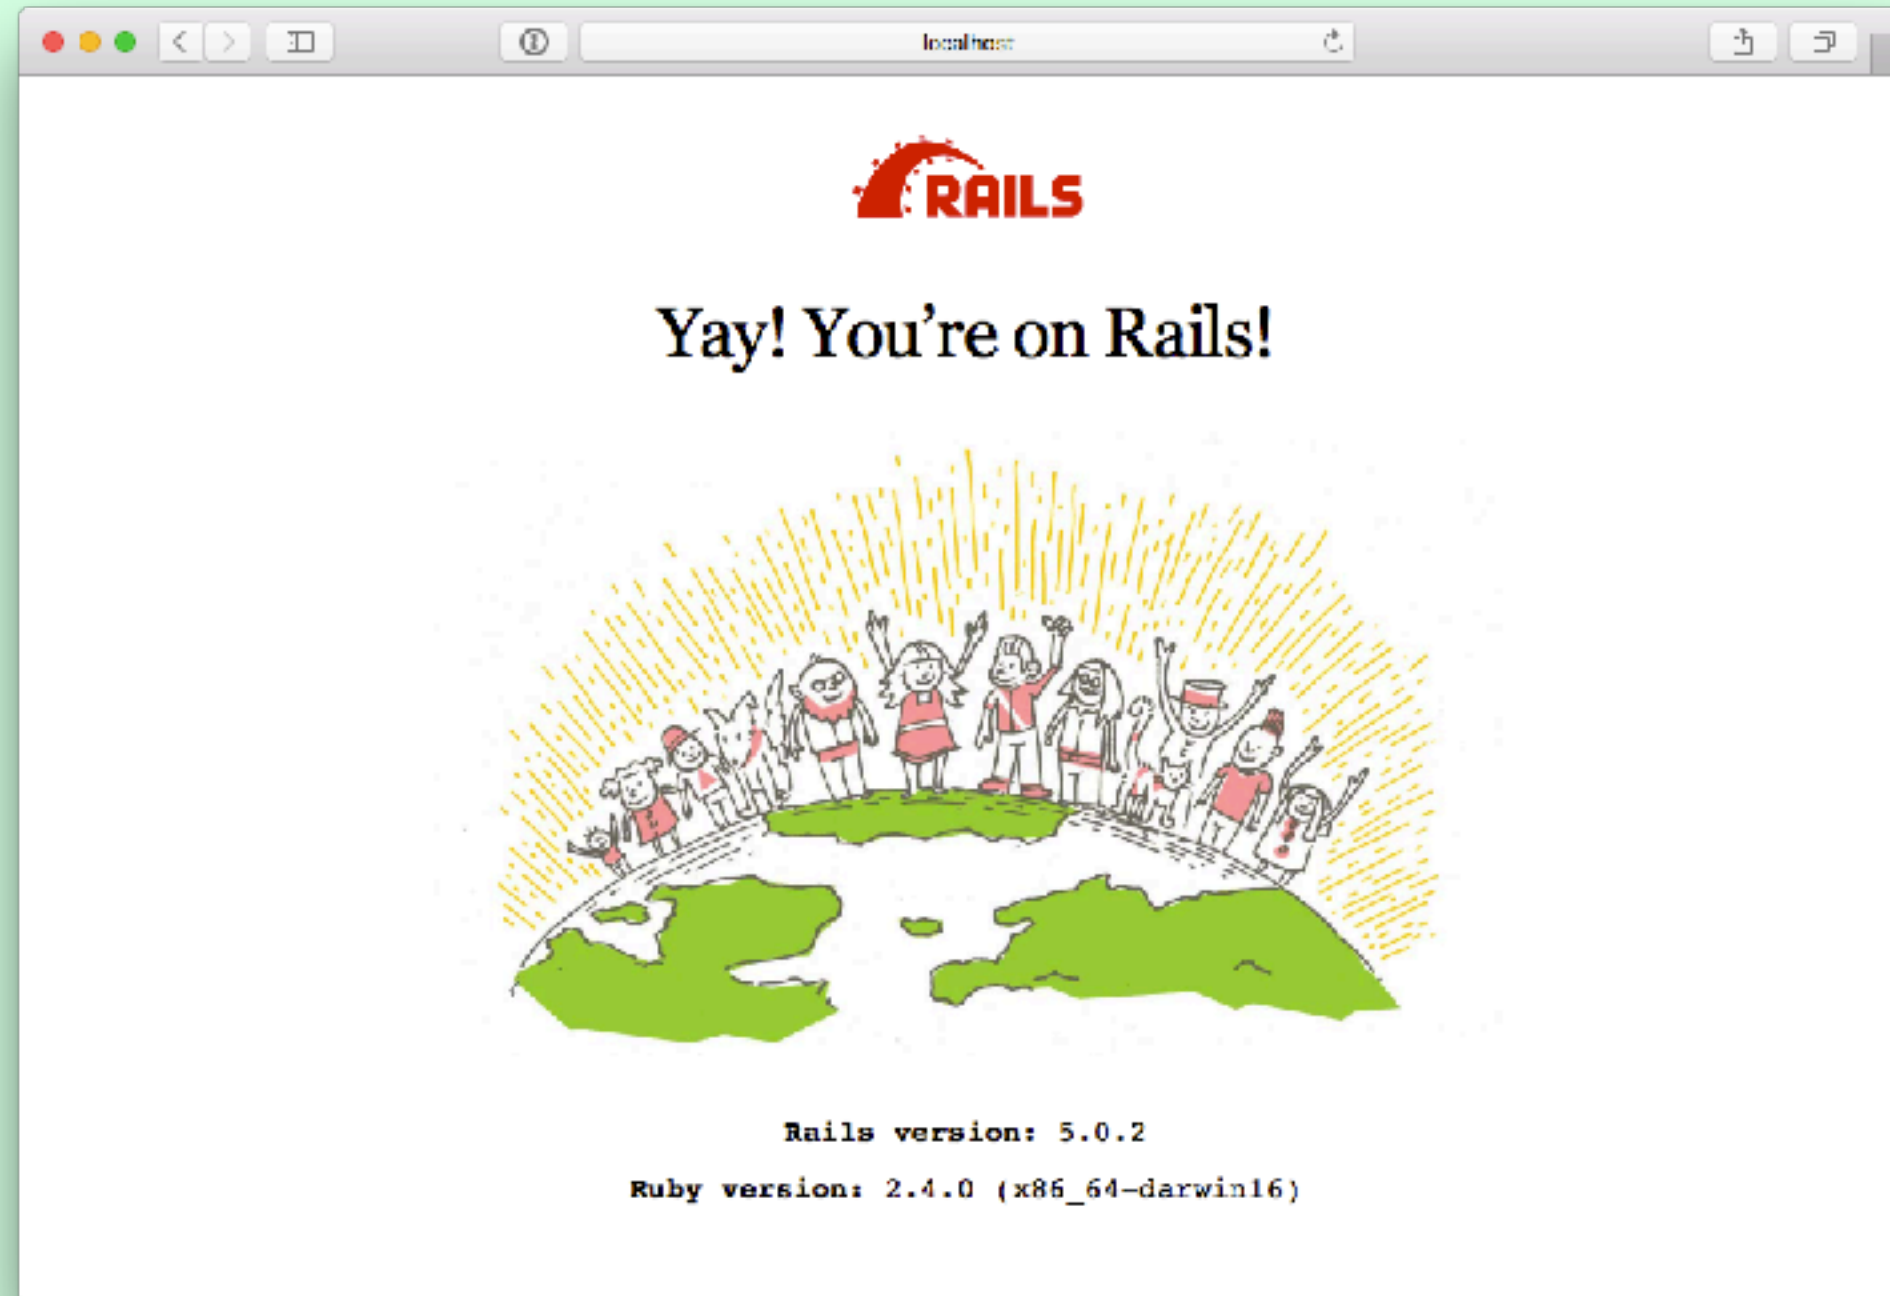 localhost
RAILS
Yay! You’re on Rails!
Rails version: 5.0.2
Ruby version: 2.4.0 (x86_64-darwin16)